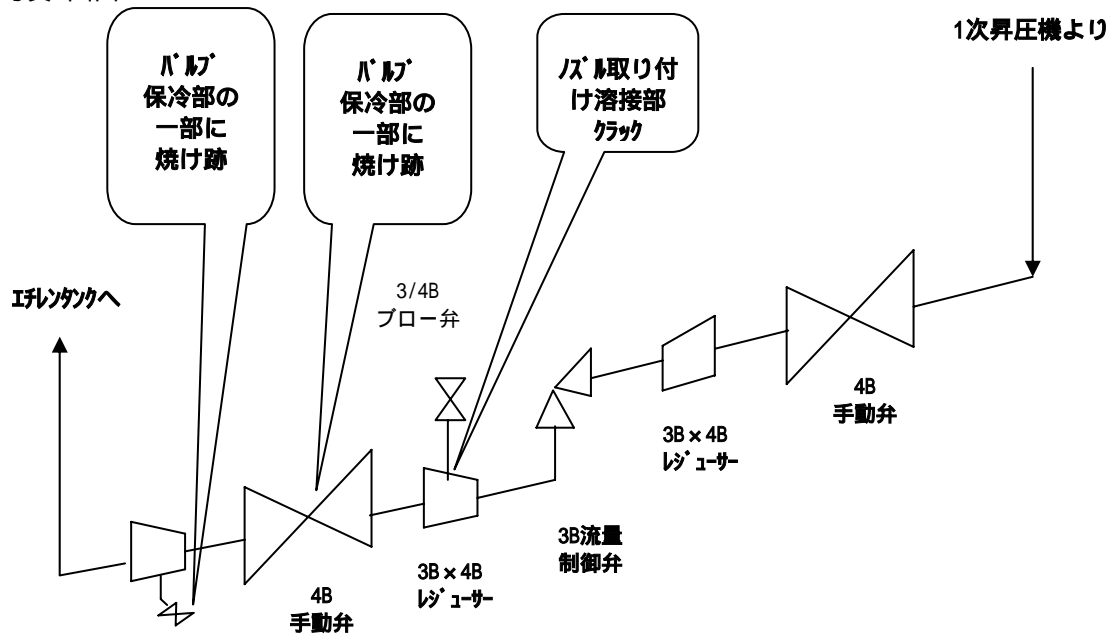 1次昇圧機より
バルブ
保冷部の
一部に
焼け跡
バルブ
保冷部の
一部に
焼け跡
ノズル取り付
け溶接部
クラック
エチレンタンクへ
3/4B
ブロー弁
4B
手動弁
3B×4B
レジューサー
3B流量
制御弁
3B×4B
レジューサー
4B
手動弁